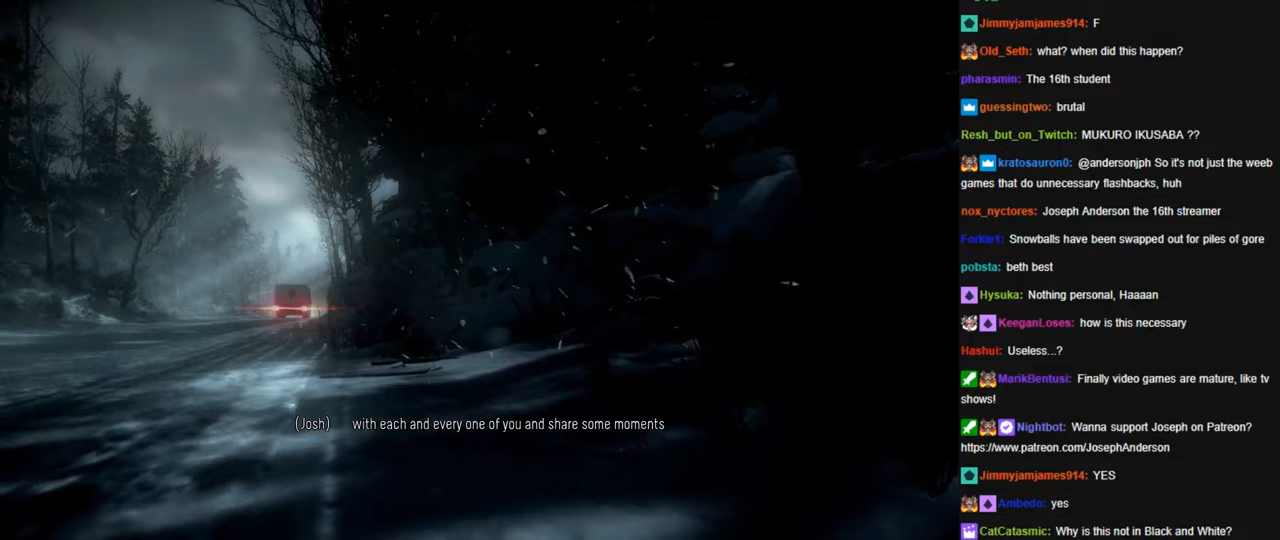 (Josh) with each and every one of you and share some moments
Jimmyjamjames914: F
Old_Seth: what? when did this happen?
pharasmin: The 16th student
guessingtwo: brutal
Resh_but_on_Twitch: MUKURO IKUSABA ??
kratosauron0: @andersonjph So it's not just the weeb
games that do unnecessary flashbacks, huh
nox_nyctores: Joseph Anderson the 16th streamer
Forkie1: Snowballs have been swapped out for piles of gore
pobsta: beth best
Hysuka: Nothing personal, Haaaan
KeeganLoses: how is this necessary
Hashui: Useless...?
MarikBentusi: Finally video games are mature, like tv
shows!
Nightbot: Wanna support Joseph on Patreon?
https://www.patreon.com/JosephAnderson
Jimmyjamjames914: YES
Ambedo: yes
CatCatasmic: Why is this not in Black and White?